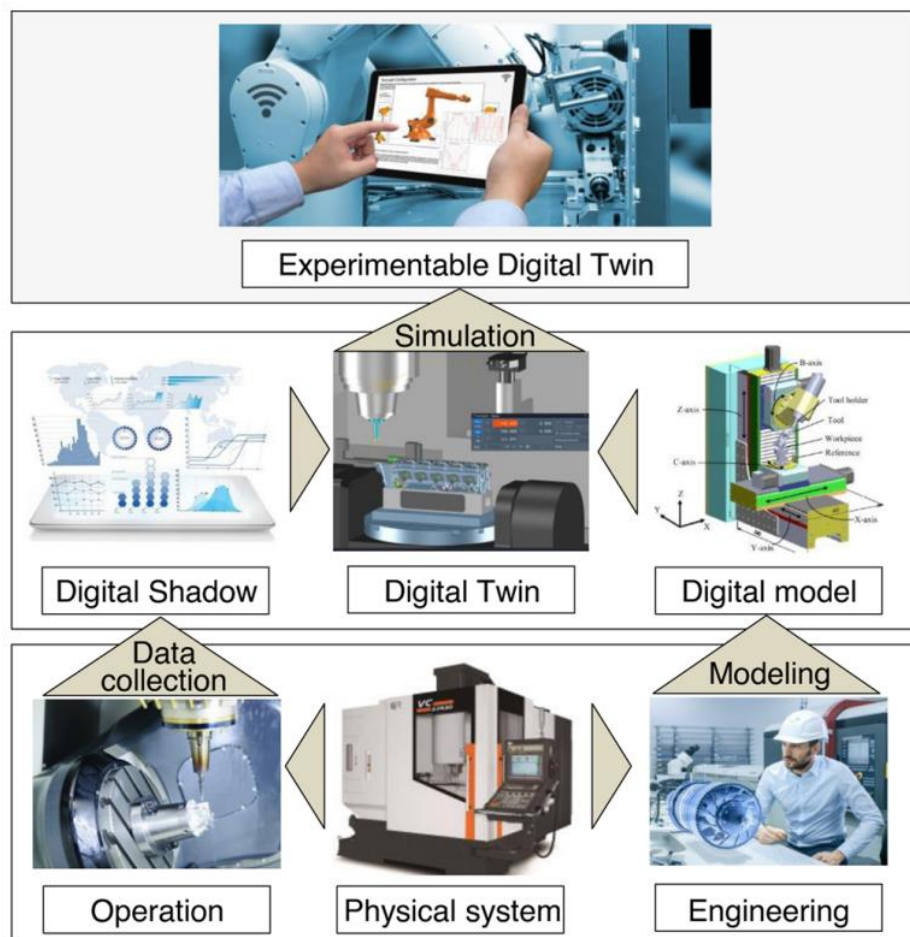 Experimentable Digital Twin
Simulation
B-axis
Tool holder
Z-axis
Tool
Workpiece
Reference
C-axis
Z
Y
X
X-axis
Y-axis
Digital Shadow
Digital Twin
Digital model
Data
collection
Modeling
VC
Operation
Physical system
Engineering